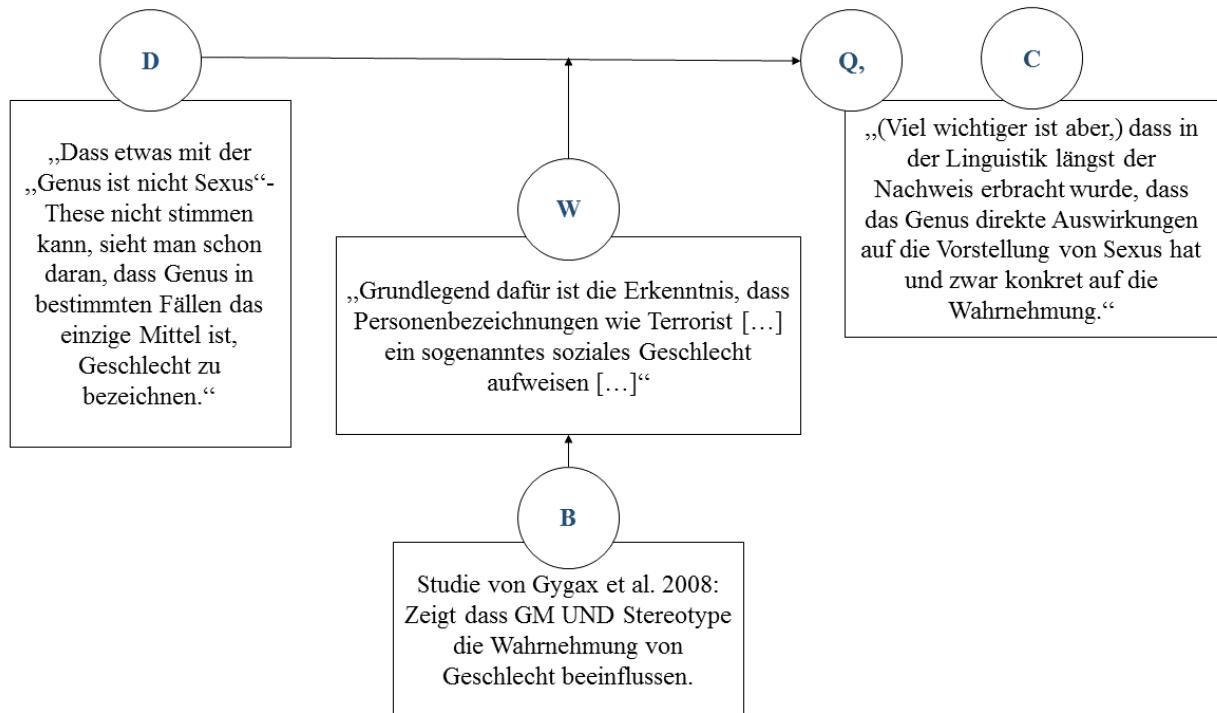 D
Q,
C
„Dass etwas mit der
„Genus ist nicht Sexus“-
These nicht stimmen
kann, sieht man schon
daran, dass Genus in
bestimmten Fällen das
einzige Mittel ist,
Geschlecht zu
bezeichnen.“
W
„Grundlegend dafür ist die Erkenntnis, dass
Personenbezeichnungen wie Terrorist […]
ein sogenanntes soziales Geschlecht
aufweisen […]“
„(Viel wichtiger ist aber,) dass in
der Linguistik längst der
Nachweis erbracht wurde, dass
das Genus direkte Auswirkungen
auf die Vorstellung von Sexus hat
und zwar konkret auf die
Wahrnehmung.“
B
Studie von Gygax et al. 2008:
Zeigt dass GM UND Stereotype
die Wahrnehmung von
Geschlecht beeinflussen.